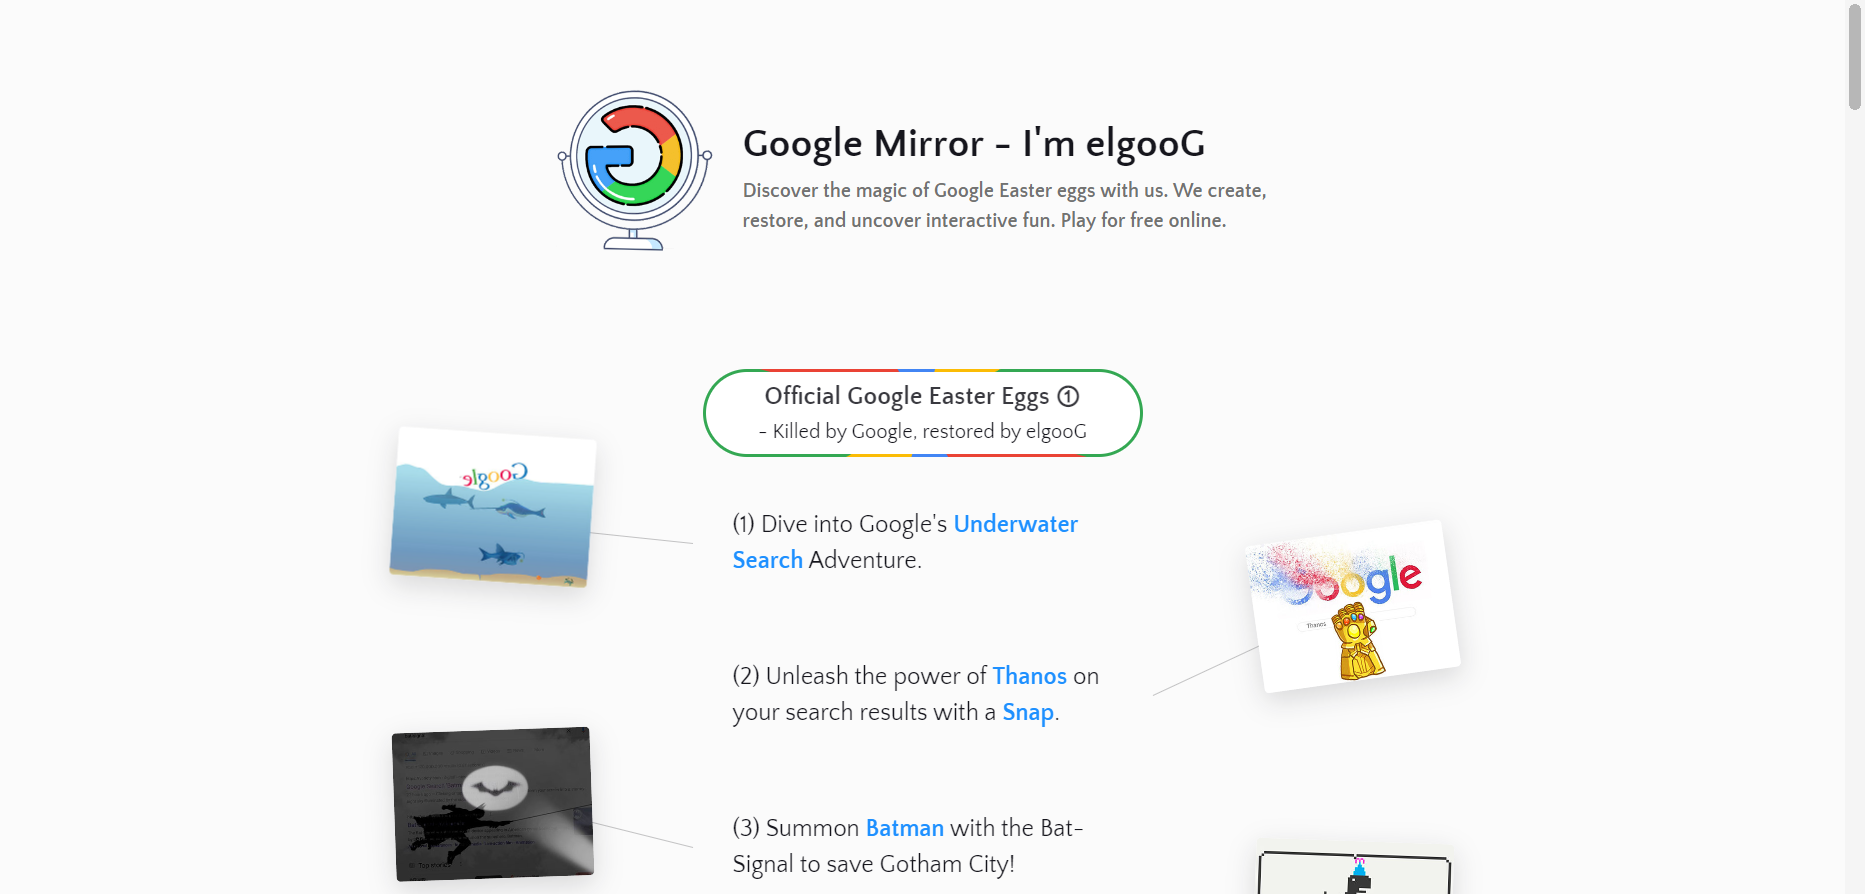 Google Mirror - I'm elgooG
Discover the magic of Google Easter eggs with us. We create,
restore, and uncover interactive fun. Play for free online.
Official Google Easter Eggs ①
- Killed by Google, restored by elgooG
Google
(1) Dive into Google's Underwater
Search Adventure.
Google
Thanos
(2) Unleash the power of Thanos on
your search results with a Snap.
(3) Summon Batman with the Bat-
Signal to save Gotham City!